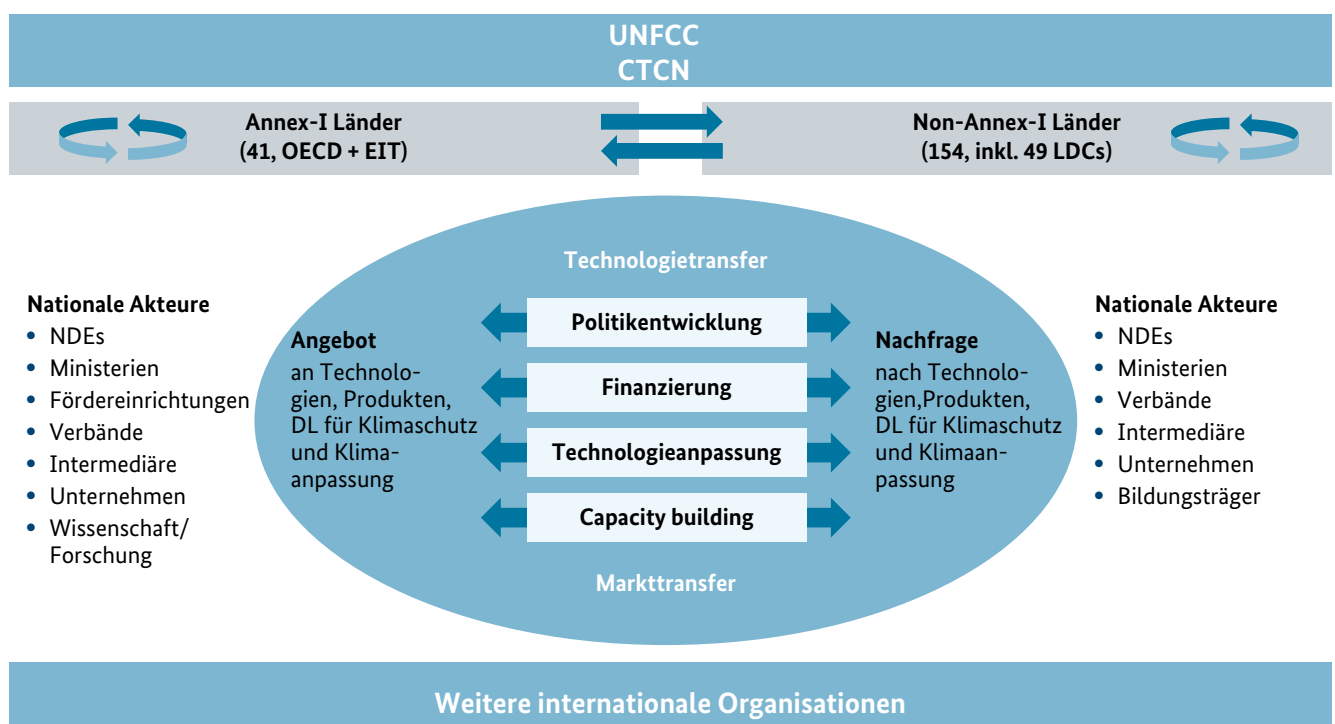 UNFCC
CTCN
Annex-I Länder
(41, OECD + EIT)
Non-Annex-I Länder
(154, inkl. 49 LDCs)
Technologietransfer
Nationale Akteure
• NDEs
• Ministerien
• Fördereinrichtungen
• Verbände
• Intermediäre
• Unternehmen
• Wissenschaft/
Forschung
Angebot
an Technolo-
gien, Produkten,
DL für Klimaschutz
und Klima-
anpassung
Politikentwicklung
Finanzierung
Technologieanpassung
Capacity building
Nachfrage
nach Technolo-
gien,Produkten,
DL für Klimaschutz
und Klimaan-
passung
Nationale Akteure
• NDEs
• Ministerien
• Verbände
• Intermediäre
• Unternehmen
• Bildungsträger
Markttransfer
Weitere internationale Organisationen